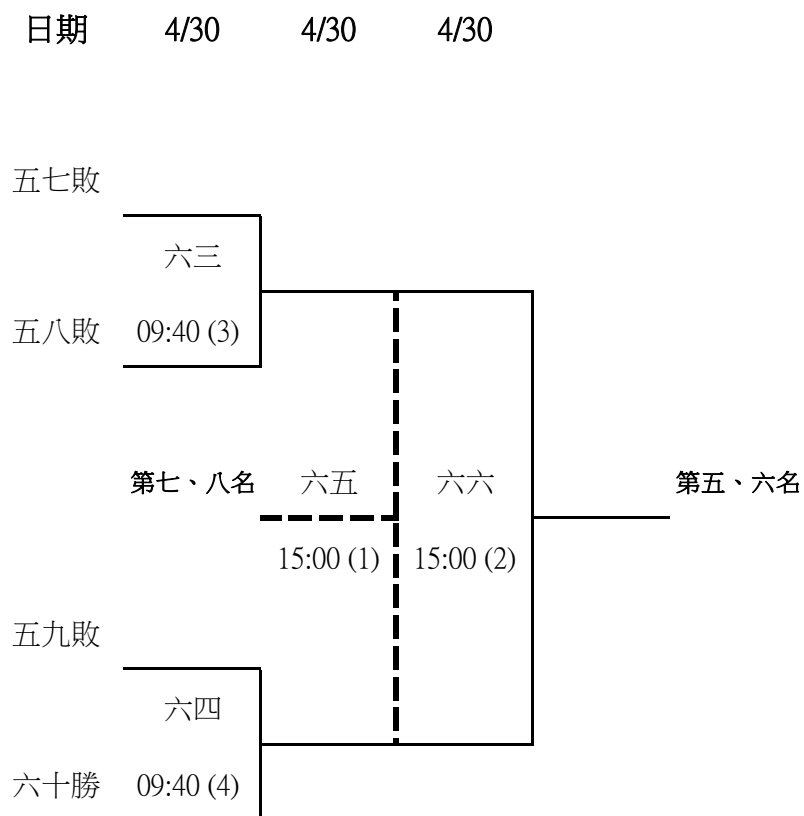 日期 4/30 4/30 4/30
五七敗
六三
五八敗 09:40 (3)
第七、八名 六五 六六 第五、六名
15:00 (1) 15:00 (2)
五九敗
六四
六十勝 09:40 (4)